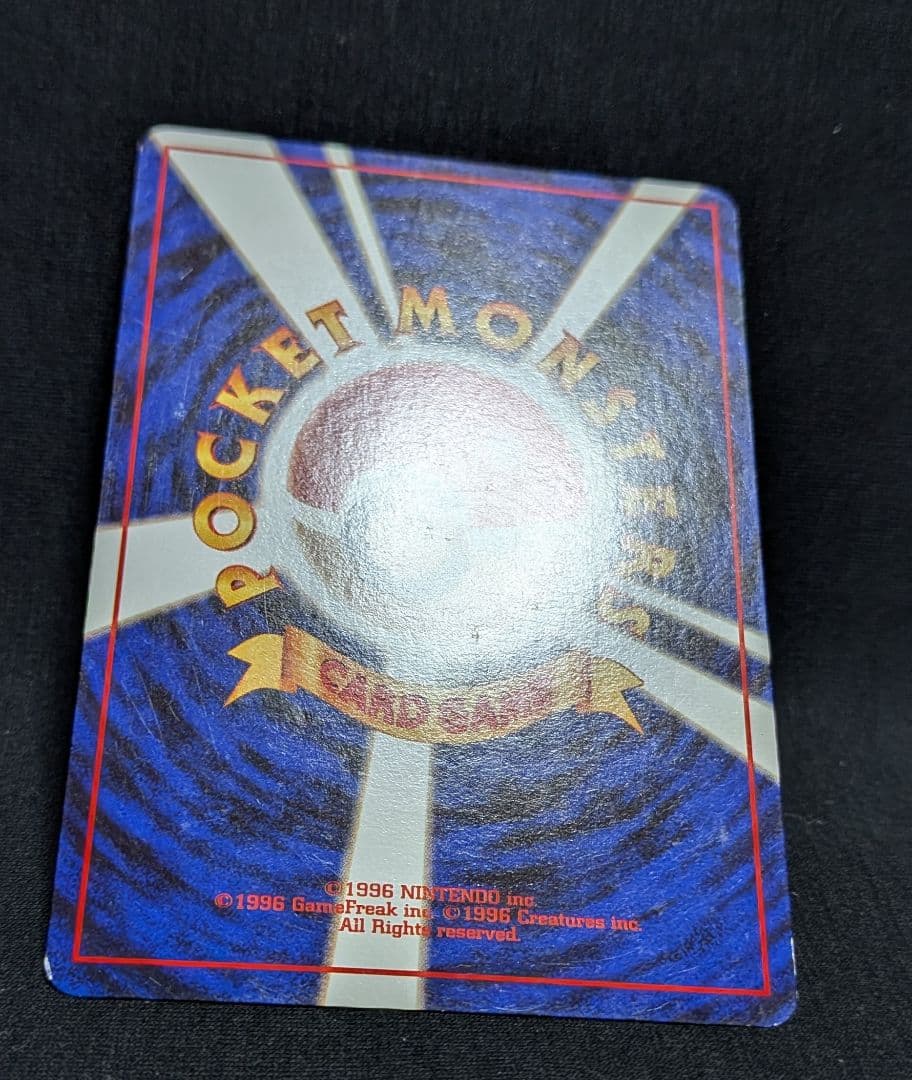 POCKET MONSTERS
CARD GAME
©1996 NINTENDO inc.
©1996 GameFreak inc. ©1996 Creatures inc.
All Rights reserved.